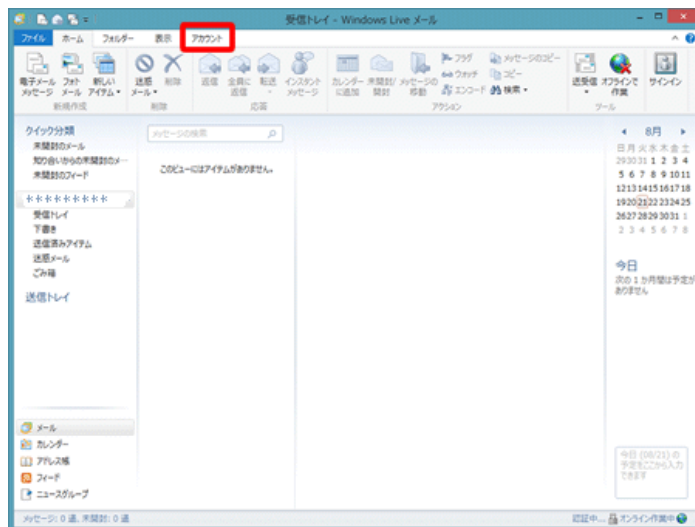 受信トレイ - Windows Live メール
ファイル ホーム フォルダー 表示 アカウント
電子メール メッセージ
フォト メール
新しい アイテム
迷惑 メール
削除
返信
全員に 返信
転送
インスタント メッセージ
カレンダー に追加
未開封/ 開封
メッセージの 移動
フラグ
ウォッチ
エンコード
メッセージのコピー
コピー
検索
送受信
オフラインで 作業
サインイン
新規作成 削除 応答 アクション ツール
クイック分類
未開封のメール
知り合いからの未開封のメ…
未開封のフィード
*********
受信トレイ
下書き
送信済みアイテム
迷惑メール
ごみ箱
送信トレイ
メール
カレンダー
アドレス帳
フィード
ニュースグループ
メッセージの検索
このビューにはアイテムがありません。
8月
日 月 火 水 木 金 土
29 30 31 1 2 3 4
5 6 7 8 9 10 11
12 13 14 15 16 17 18
19 20 21 22 23 24 25
26 27 28 29 30 31 1
2 3 4 5 6 7 8
今日
次の 1 か月間は予定が
ありません
今日 (08/21) の
予定をここから入力
できます
メッセージ: 0 通、未開封: 0 通
認証中... オンライン作業中